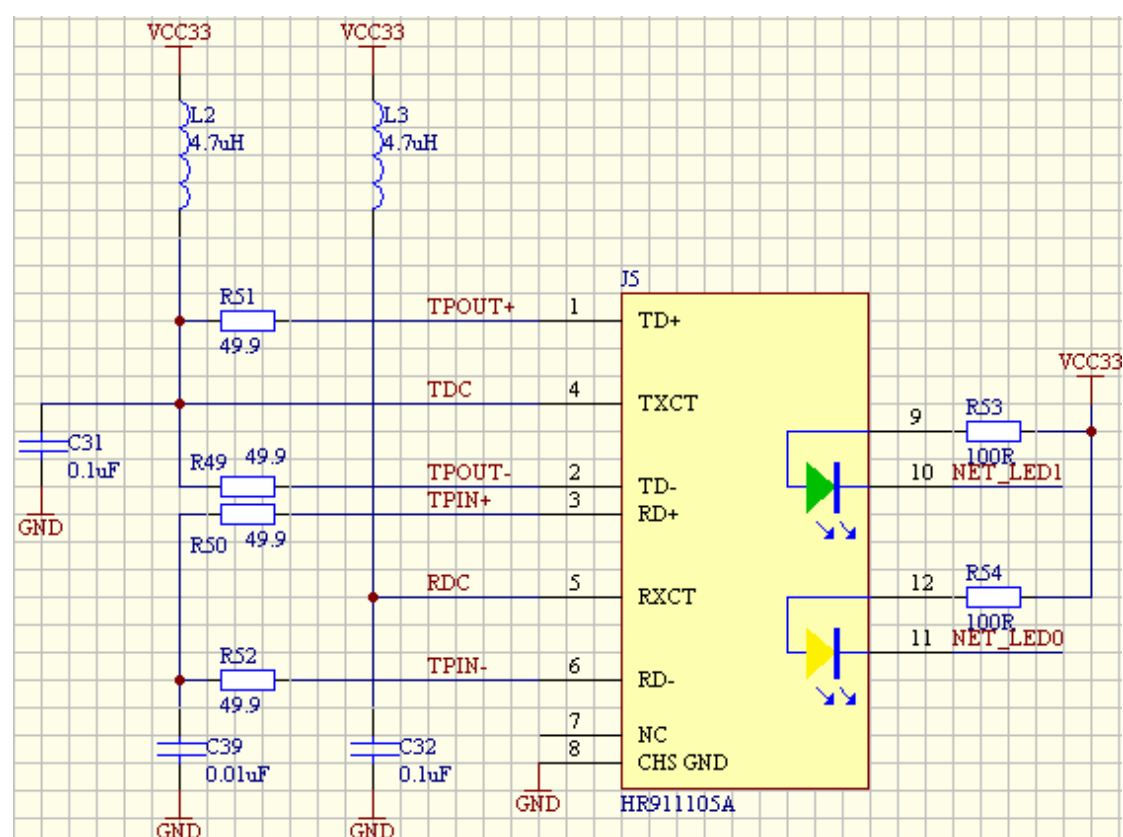 VCC33 VCC33
L2 L3
4.7uH 4.7uH
J5
R51 TPOUT+ 1 TD+
49.9
VCC33
TDC 4 TXCT
9 R53
C31
0.1uF
100R
R49 49.9 TPOUT- 2 TD-
10 NET_LED1
TPIN+ 3 RD+
GND
R50 49.9
RDC 5 RXCT
12 R54
100R
11 NET_LED0
R52 TPIN- 6 RD-
49.9
7 NC
C39 C32 8 CHS GND
0.01uF 0.1uF
GND HR911105A
GND GND